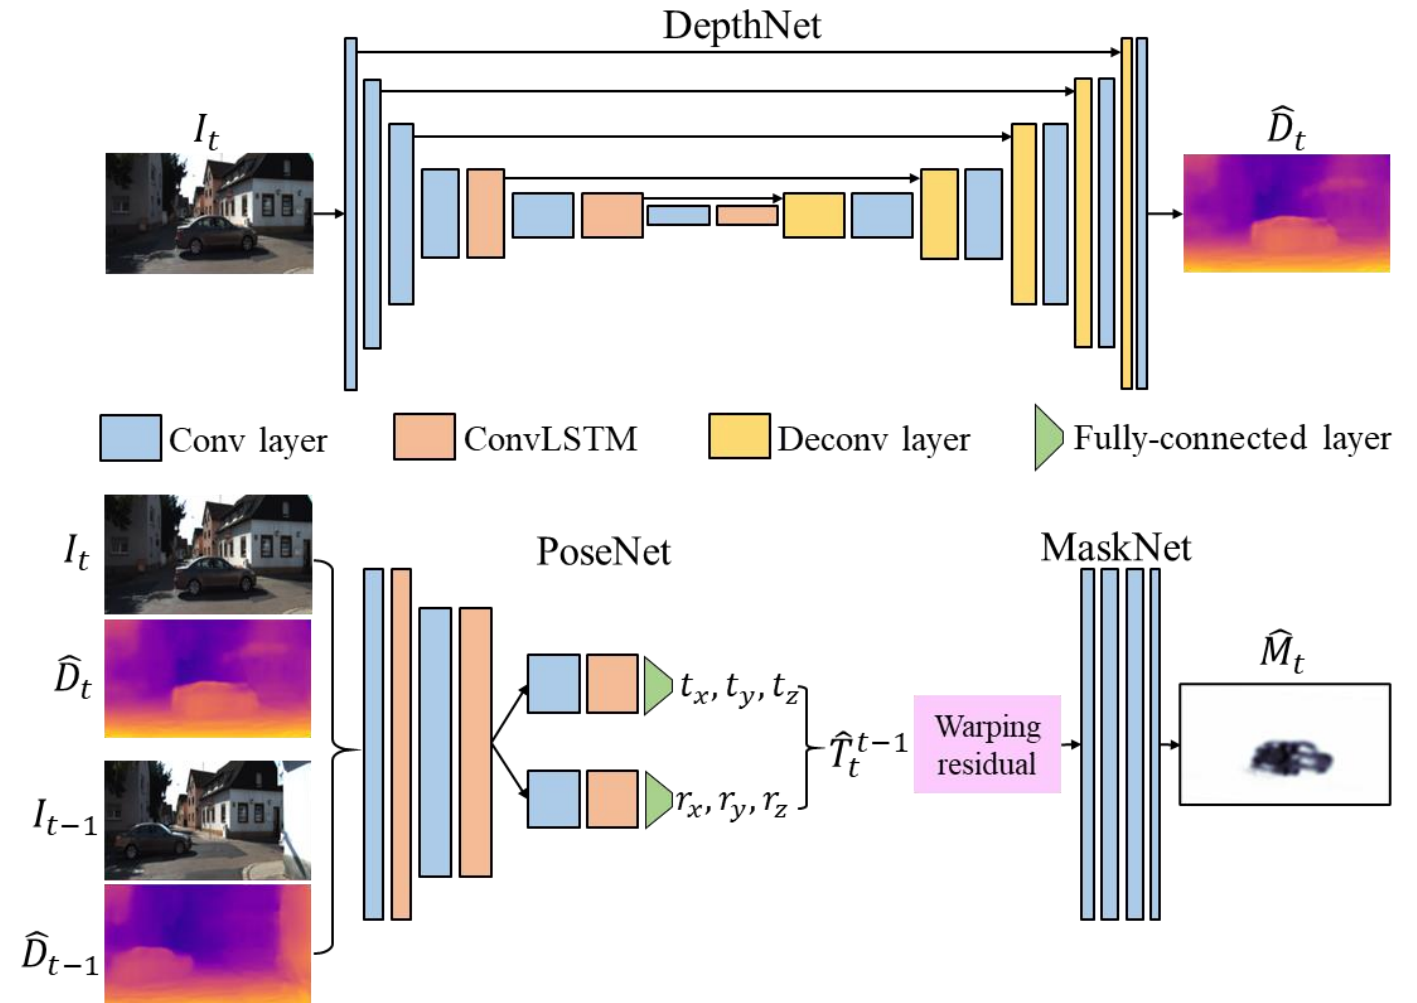 DepthNet
I_t
D̂_t
Conv layer
ConvLSTM
Deconv layer
Fully-connected layer
I_t
D̂_t
I_{t−1}
D̂_{t−1}
PoseNet
t_x, t_y, t_z
r_x, r_y, r_z
T̂_t^{t−1}
Warping
residual
MaskNet
M̂_t